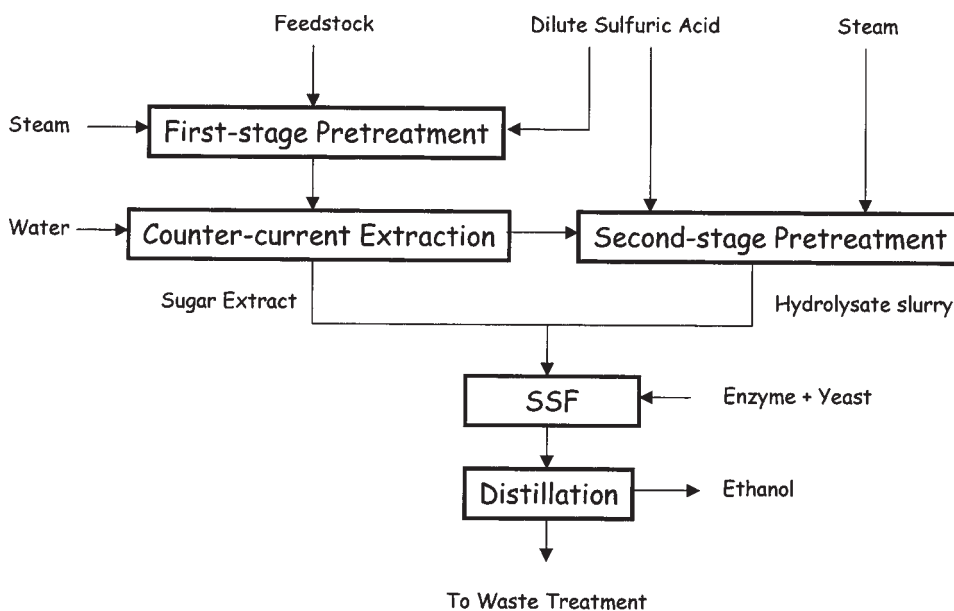 Feedstock
Dilute Sulfuric Acid
Steam
Steam
First-stage Pretreatment
Water
Counter-current Extraction
Second-stage Pretreatment
Sugar Extract
Hydrolysate slurry
SSF
Enzyme + Yeast
Distillation
Ethanol
To Waste Treatment